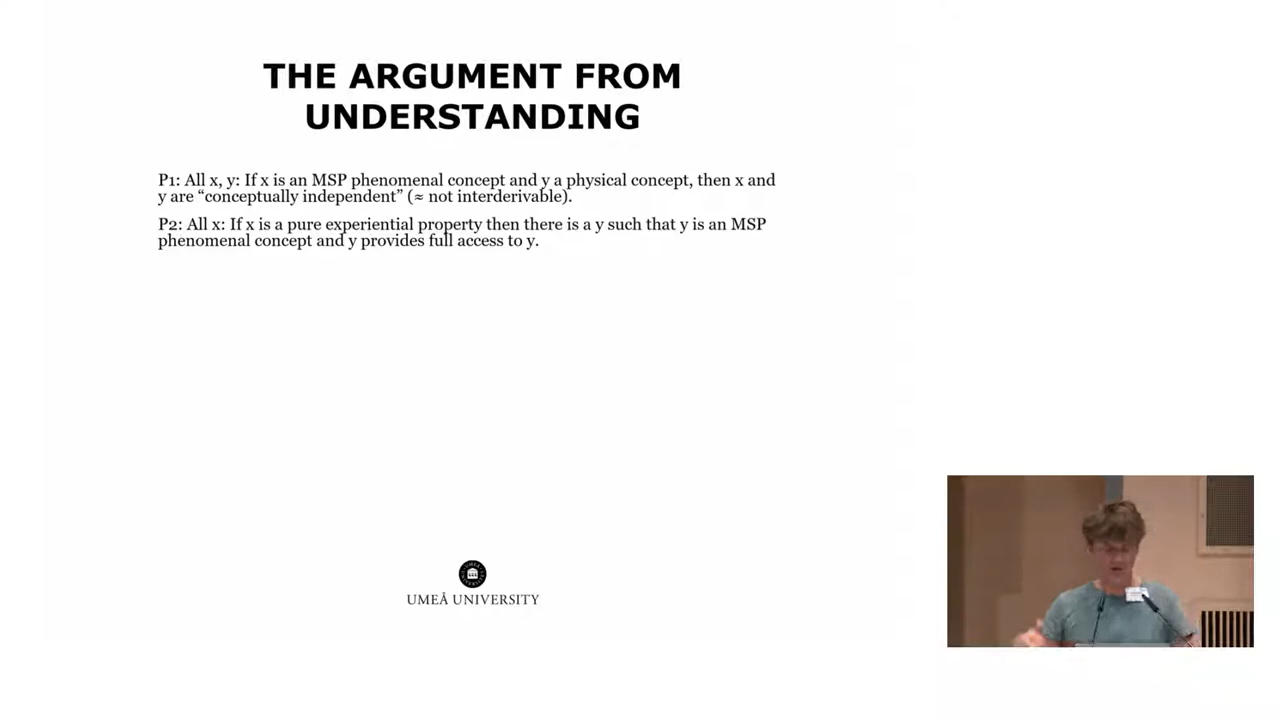 THE ARGUMENT FROM
UNDERSTANDING
P1: All x, y: If x is an MSP phenomenal concept and y a physical concept, then x and
y are “conceptually independent” (≈ not interderivable).
P2: All x: If x is a pure experiential property then there is a y such that y is an MSP
phenomenal concept and y provides full access to y.
UMEÅ UNIVERSITY